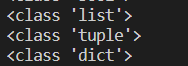 <class 'list'>
<class 'tuple'>
<class 'dict'>